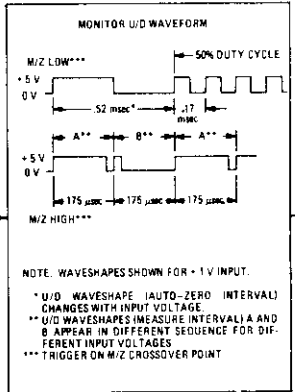 MONITOR U/D WAVEFORM
M/Z LOW***
50% DUTY CYCLE
+5 V
0 V
.52 msec*
.17 msec
A** B** A**
+5 V
0 V
175 µsec 175 µsec 175 µsec
M/Z HIGH***
NOTE. WAVESHAPES SHOWN FOR +1 V INPUT.
* U/D WAVESHAPE (AUTO-ZERO INTERVAL)
CHANGES WITH INPUT VOLTAGE.
** U/D WAVESHAPES (MEASURE INTERVAL) A AND
B APPEAR IN DIFFERENT SEQUENCE FOR DIF-
FERENT INPUT VOLTAGES
*** TRIGGER ON M/Z CROSSOVER POINT